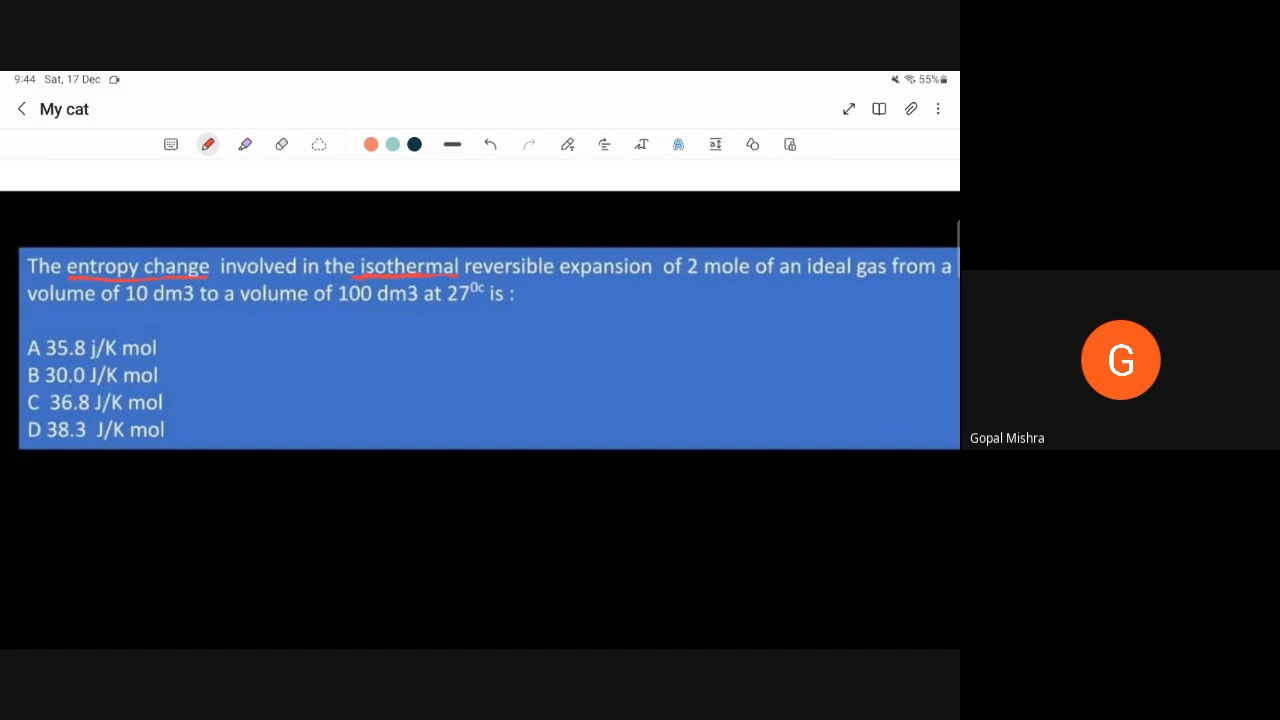 9:44 Sat, 17 Dec
55%
My cat
The entropy change involved in the isothermal reversible expansion of 2 mole of an ideal gas from a
volume of 10 dm3 to a volume of 100 dm3 at 27⁰ᶜ is :
A 35.8 j/K mol
B 30.0 J/K mol
C 36.8 J/K mol
D 38.3 J/K mol
G
Gopal Mishra